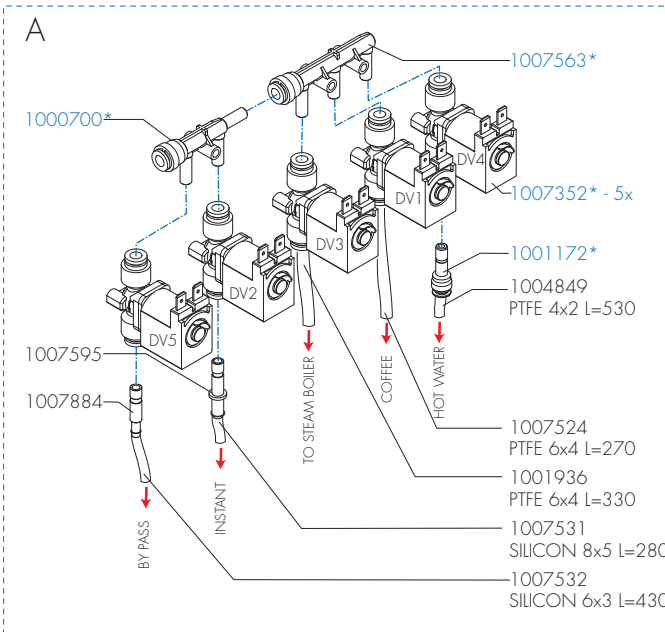 A
1007563*
1000700*
DV4
DV1
1007352* - 5x
DV3
1001172*
DV2
1004849
PTFE 4x2 L=530
DV5
1007595
1007884
TO STEAM BOILER
COFFEE
HOT WATER
1007524
PTFE 6x4 L=270
1001936
PTFE 6x4 L=330
INSTANT
BY PASS
1007531
SILICON 8x5 L=280
1007532
SILICON 6x3 L=430